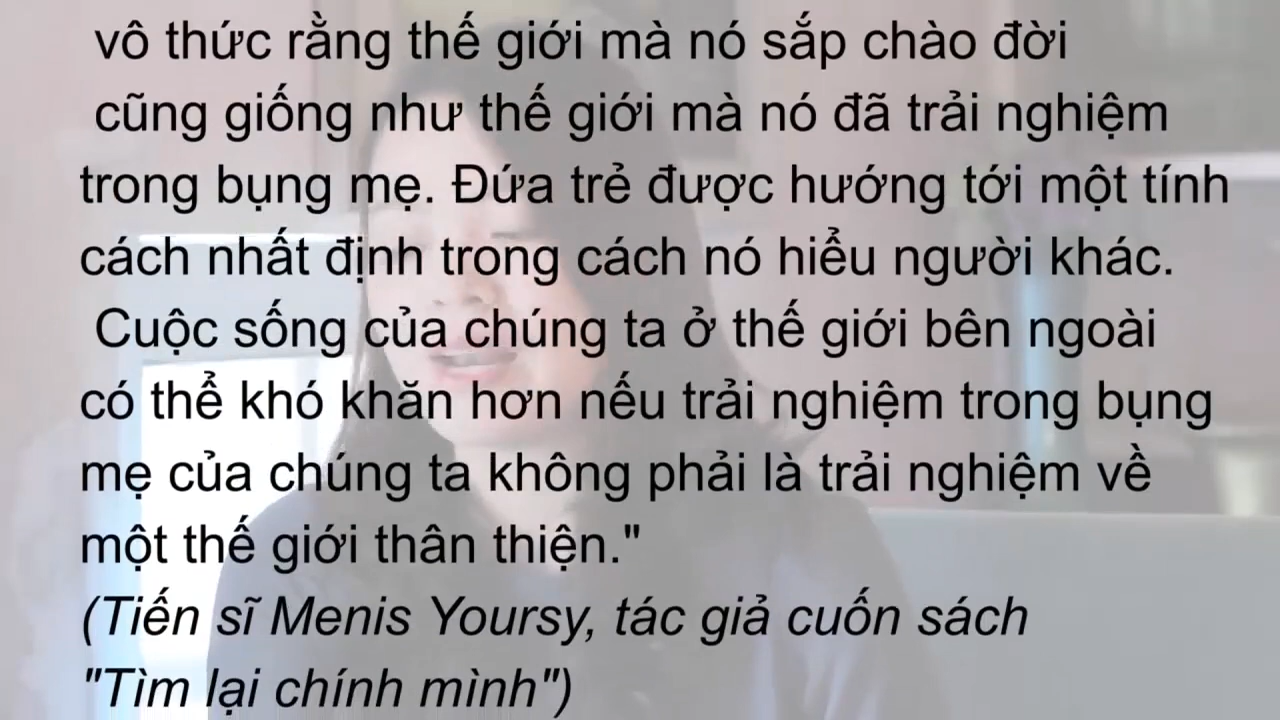 vô thức rằng thế giới mà nó sắp chào đời
cũng giống như thế giới mà nó đã trải nghiệm
trong bụng mẹ. Đứa trẻ được hướng tới một tính
cách nhất định trong cách nó hiểu người khác.
Cuộc sống của chúng ta ở thế giới bên ngoài
có thể khó khăn hơn nếu trải nghiệm trong bụng
mẹ của chúng ta không phải là trải nghiệm về
một thế giới thân thiện."
(Tiến sĩ Menis Yoursy, tác giả cuốn sách
"Tìm lại chính mình")